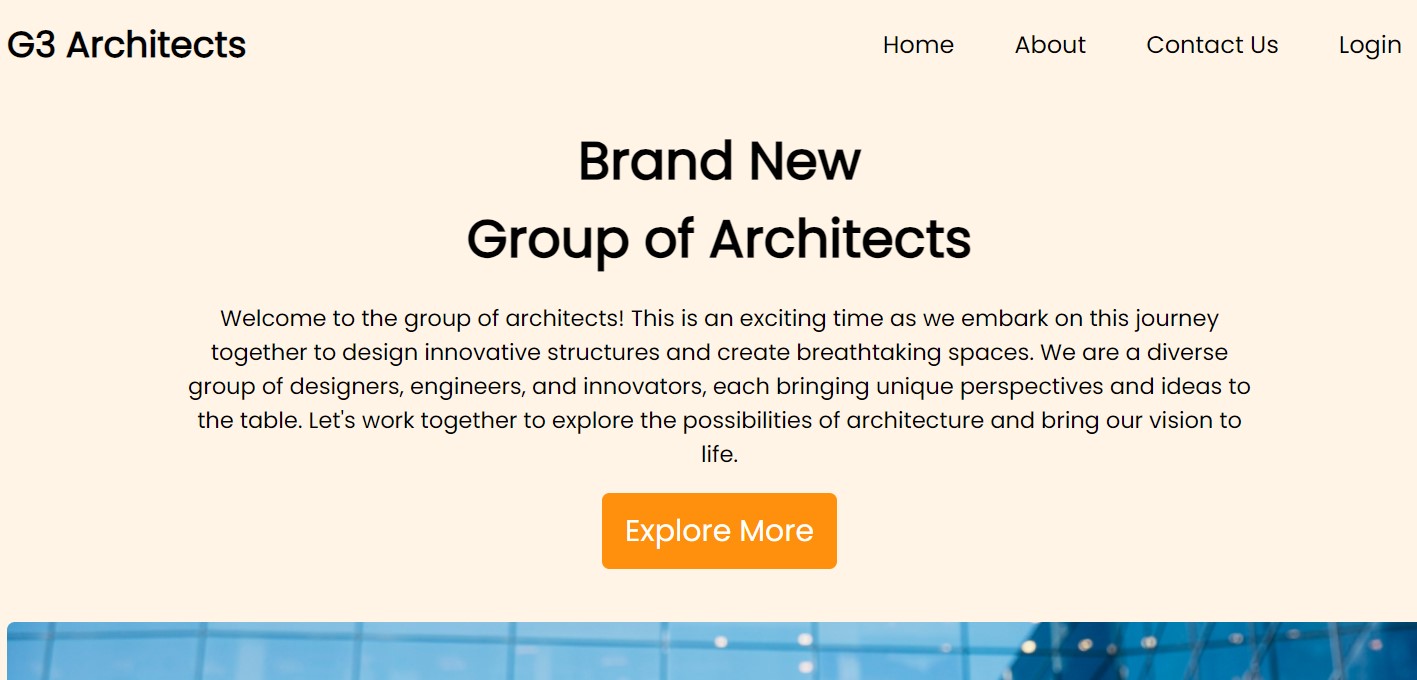 G3 Architects
Home About Contact Us Login
Brand New
Group of Architects
Welcome to the group of architects! This is an exciting time as we embark on this journey
together to design innovative structures and create breathtaking spaces. We are a diverse
group of designers, engineers, and innovators, each bringing unique perspectives and ideas to
the table. Let's work together to explore the possibilities of architecture and bring our vision to
life.
Explore More